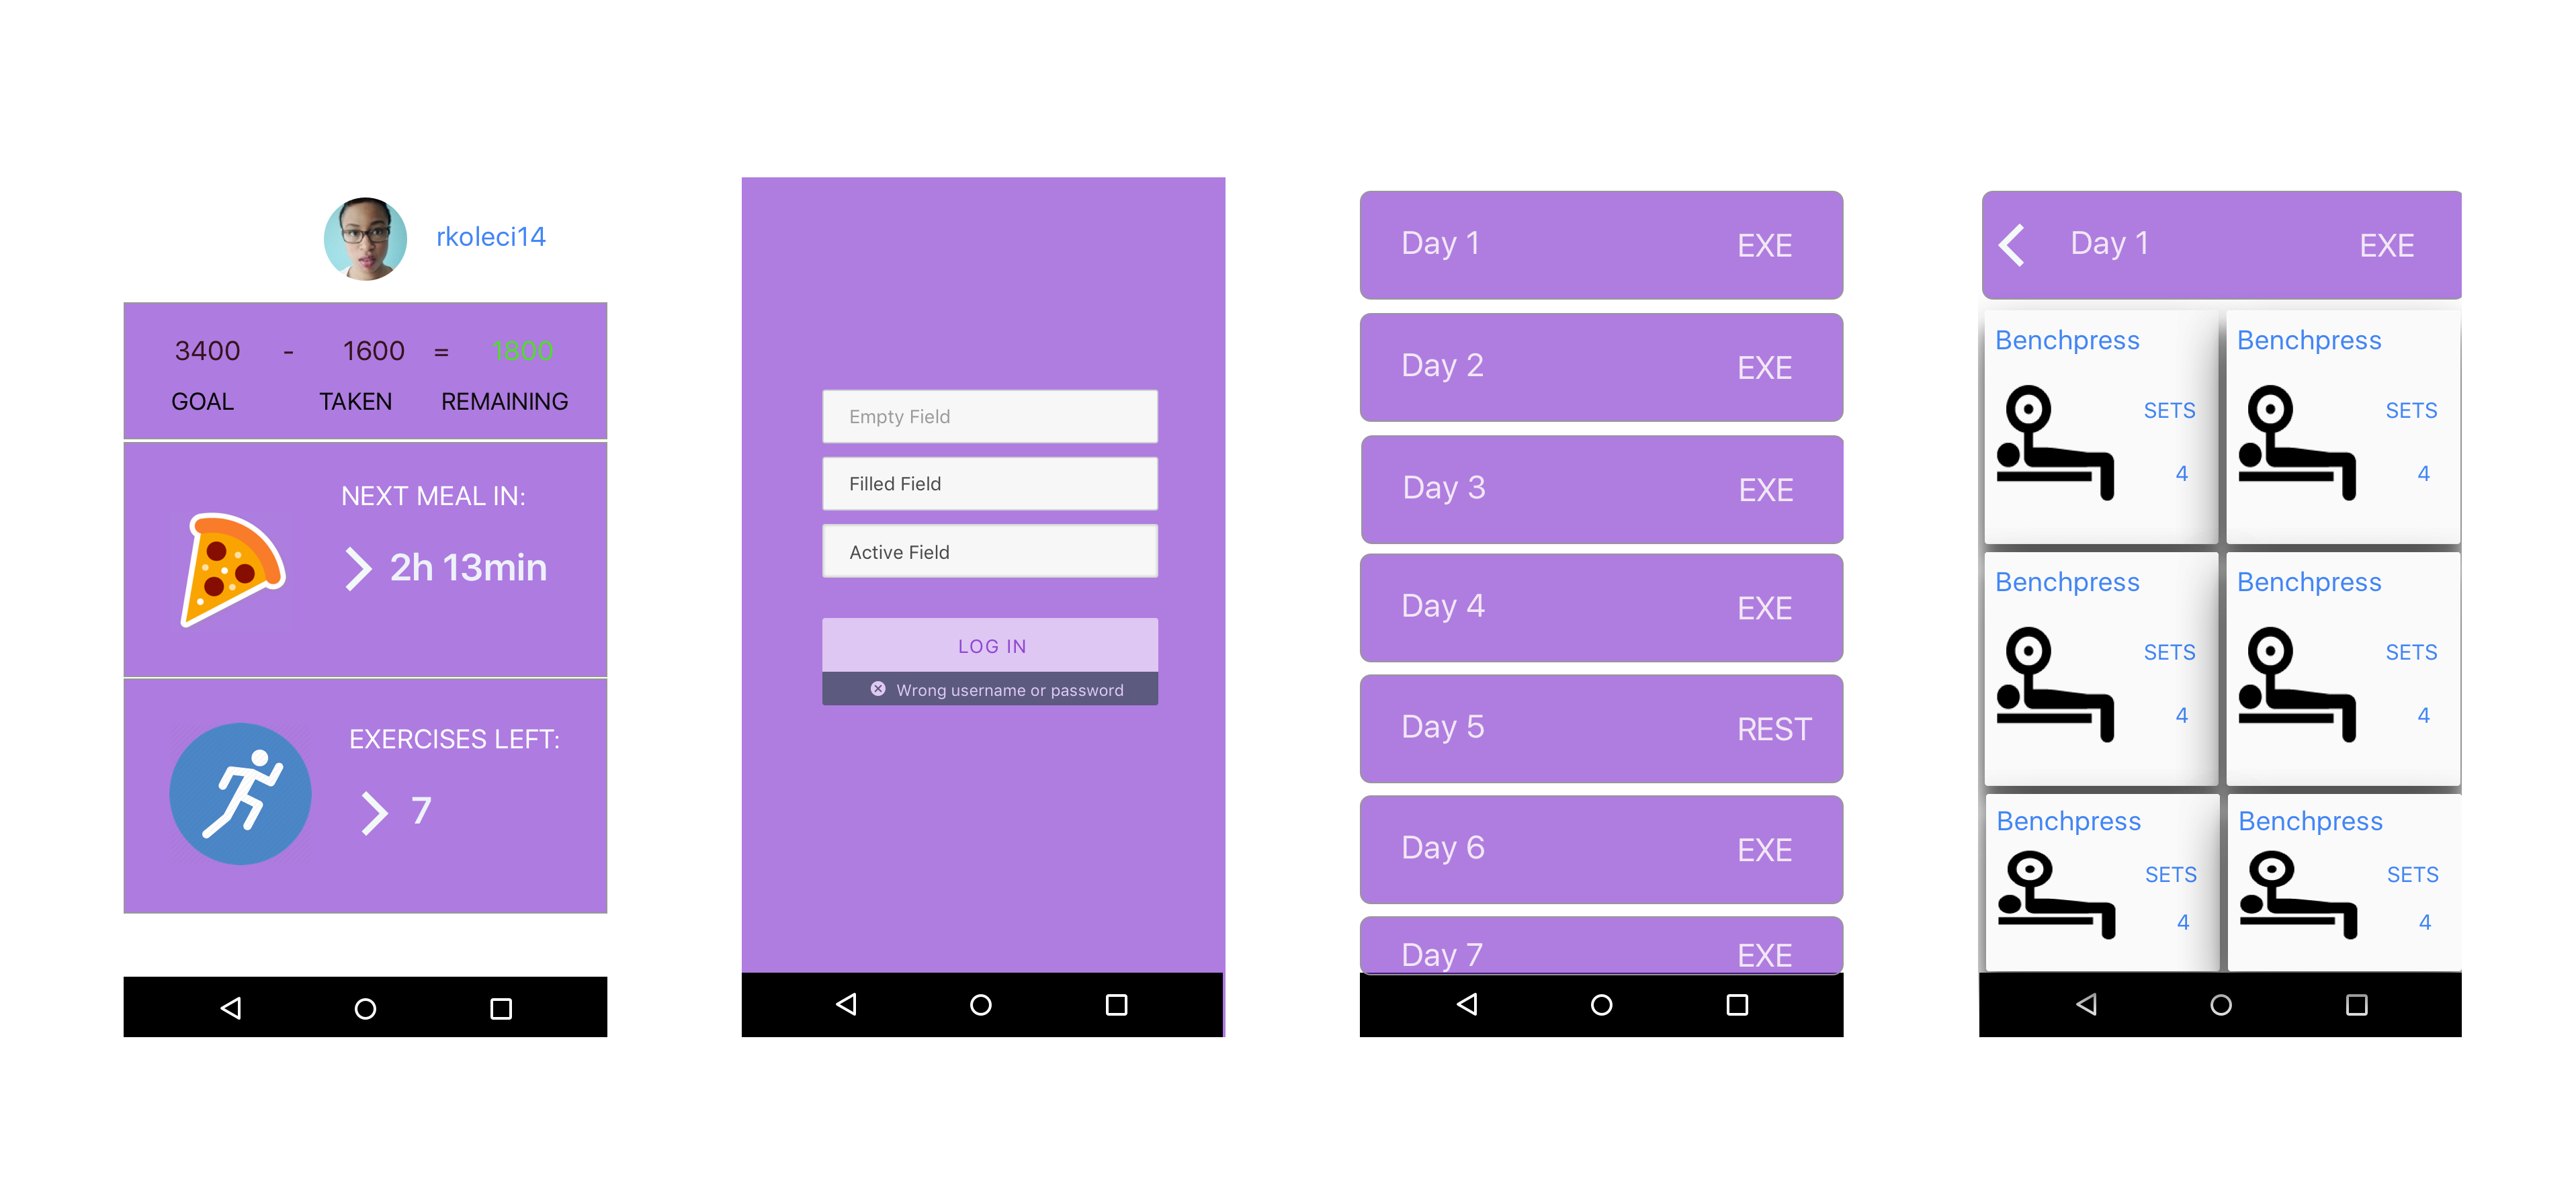 rkoleci14
3400 - 1600 = 1800
GOAL TAKEN REMAINING
NEXT MEAL IN:
2h 13min
EXERCISES LEFT:
7
Empty Field
Filled Field
Active Field
LOG IN
Wrong username or password
Day 1 EXE
Day 2 EXE
Day 3 EXE
Day 4 EXE
Day 5 REST
Day 6 EXE
Day 7 EXE
Day 1 EXE
Benchpress
SETS
4
Benchpress
SETS
4
Benchpress
SETS
4
Benchpress
SETS
4
Benchpress
SETS
4
Benchpress
SETS
4